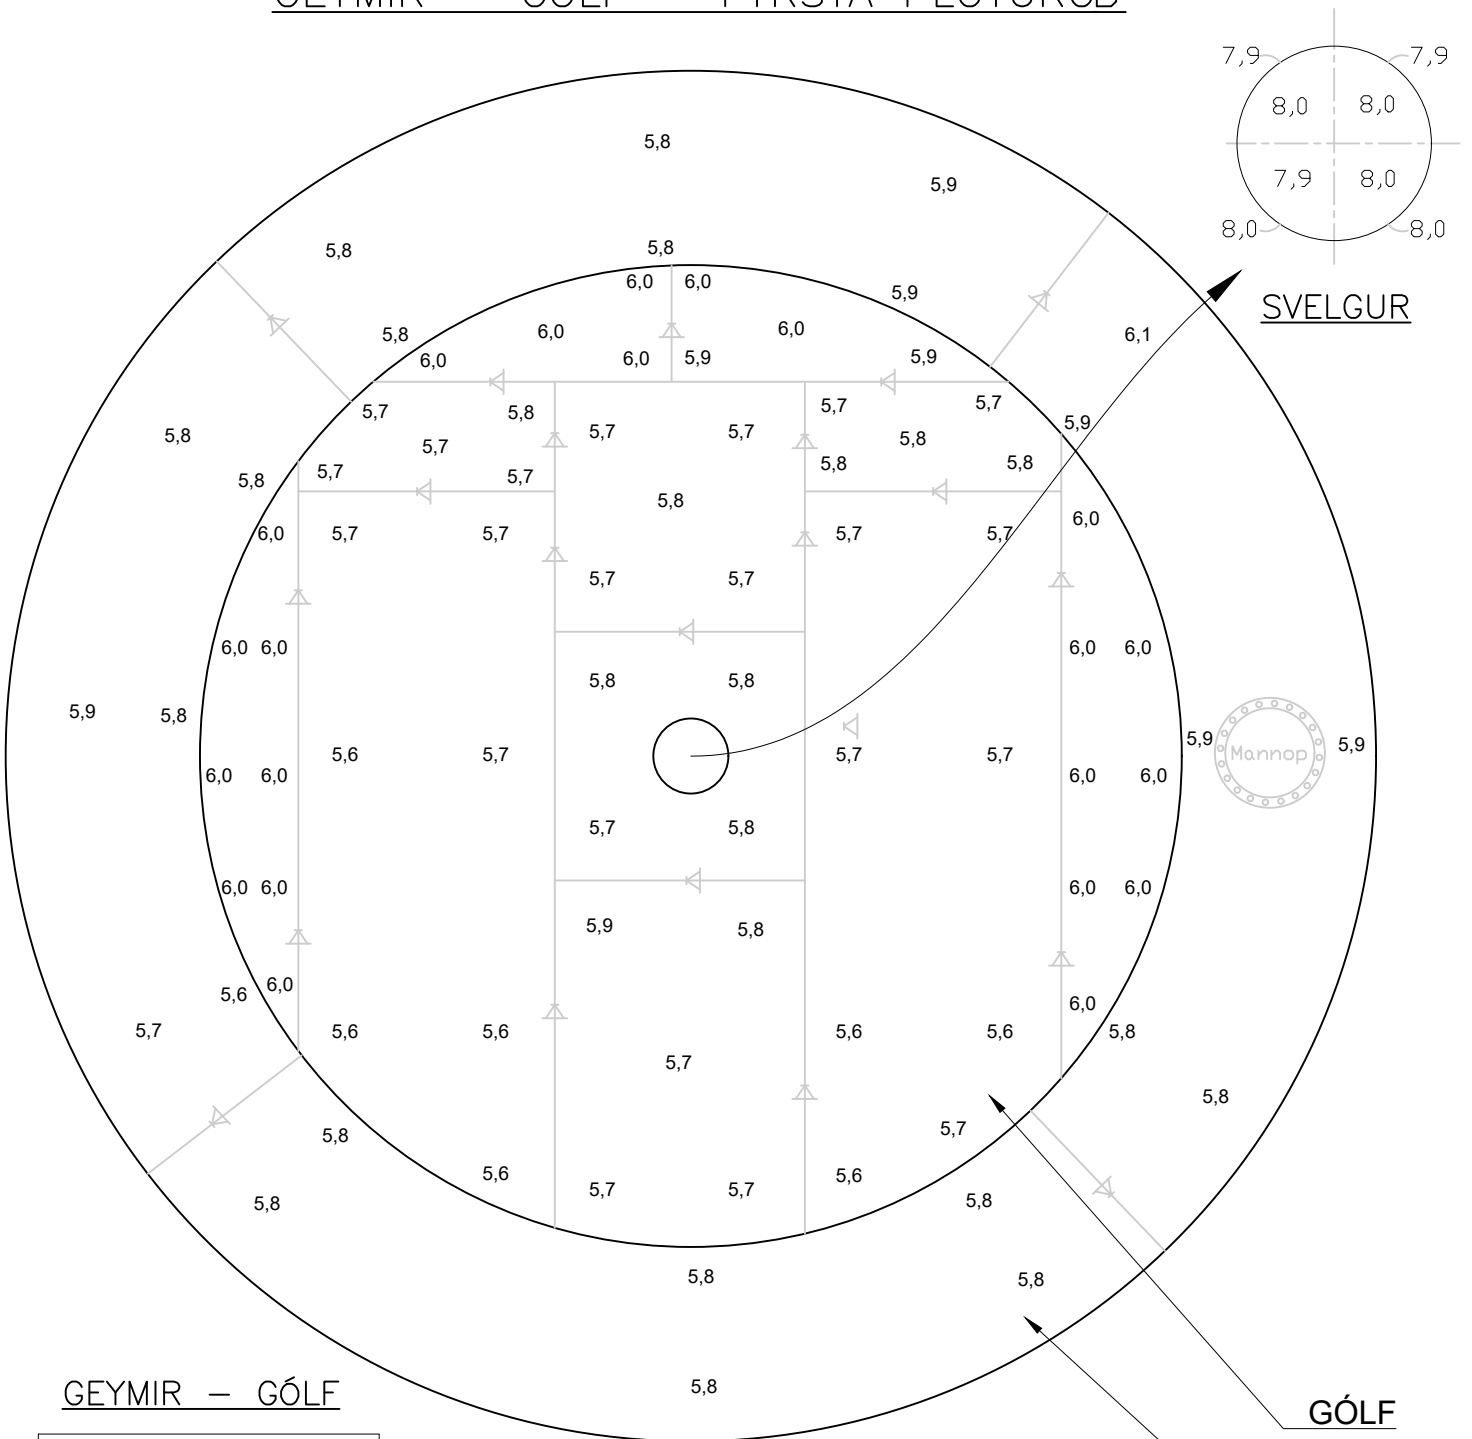 7,9 7,9
8,0 8,0
7,9 8,0
8,0 8,0
SVELGUR
5,8
5,9
5,8 5,8
6,0 6,0 5,9
5,8 6,0 6,0 6,1
6,0 6,0 5,9 5,9
5,7 5,8 5,7 5,7
5,8 5,7 5,7 5,7 5,8 5,9
5,8 5,7 5,7 5,8 5,8 5,8
6,0 5,7 5,7 5,7 5,7 6,0
5,7 5,7
6,0 6,0 6,0 6,0
5,8 5,8
5,9 5,8 5,9 Mannop 5,9
6,0 6,0 5,6 5,7 5,7 5,7 6,0 6,0
5,7 5,8
6,0 6,0 6,0 6,0
5,9 5,8
5,6 6,0 6,0
5,7 5,6 5,6 5,6 5,6 5,8
5,7
5,8
5,8 5,7
5,6 5,7 5,7 5,6
5,8 5,8
5,8 5,8
5,8
GEYMIR – GÓLF
GÓLF